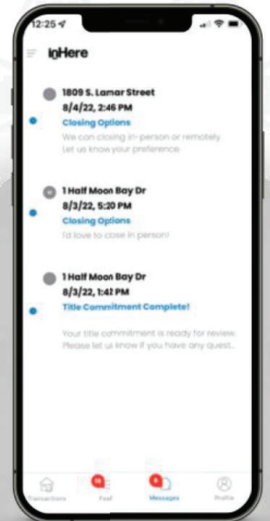 12:25
inHere
1809 S. Lamar Street
8/4/22, 2:46 PM
Closing Options
We can closing in-person or remotely.
Let us know your preference.
1 Half Moon Bay Dr
8/3/22, 5:20 PM
Closing Options
I'd love to close in person!
1 Half Moon Bay Dr
8/3/22, 1:42 PM
Title Commitment Complete!
Your title commitment is ready for review.
Please let us know if you have any quest...
Transactions Feed Messages Profile